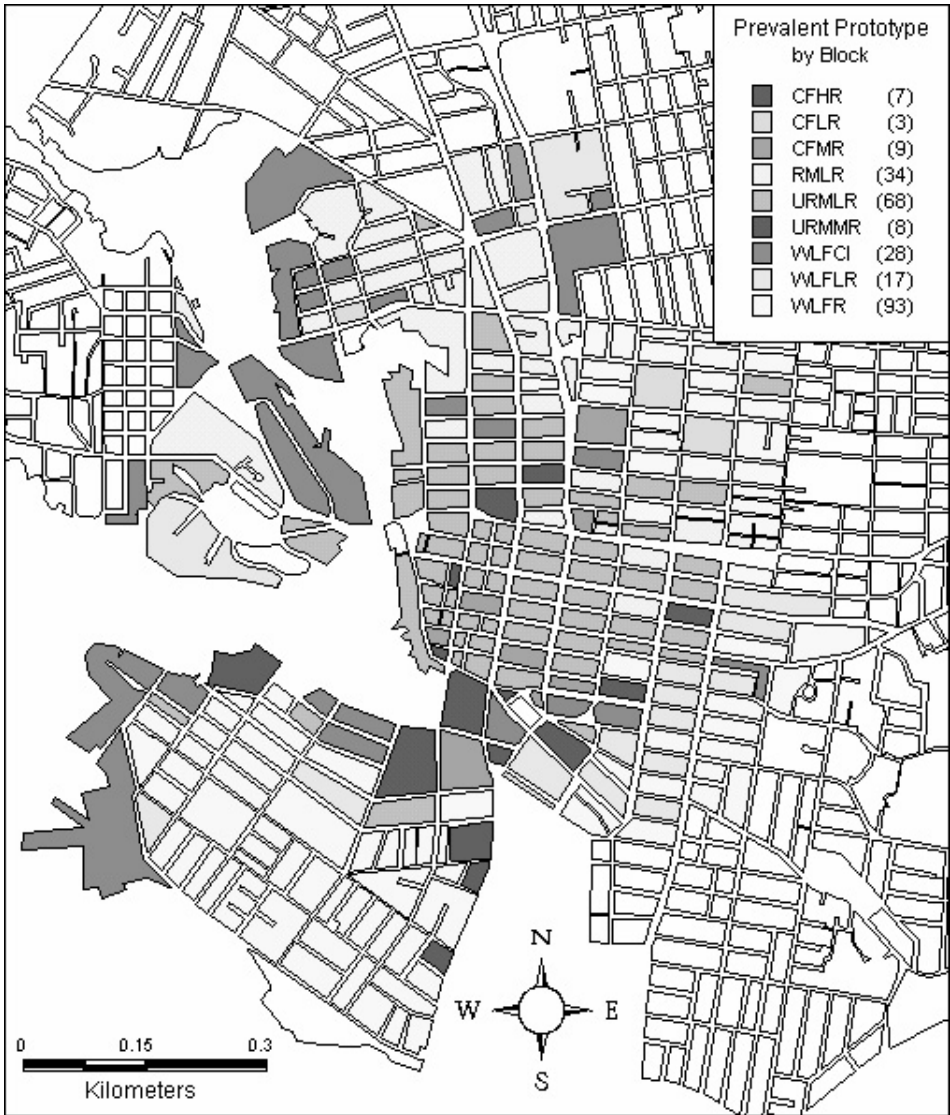 Prevalent Prototype
by Block
CFHR (7)
CFLR (3)
CFMR (9)
RMLR (34)
URMLR (68)
URMMR (8)
WLFCI (28)
WLFLR (17)
WLFR (93)
N
W E
S
0 0.15 0.3
Kilometers